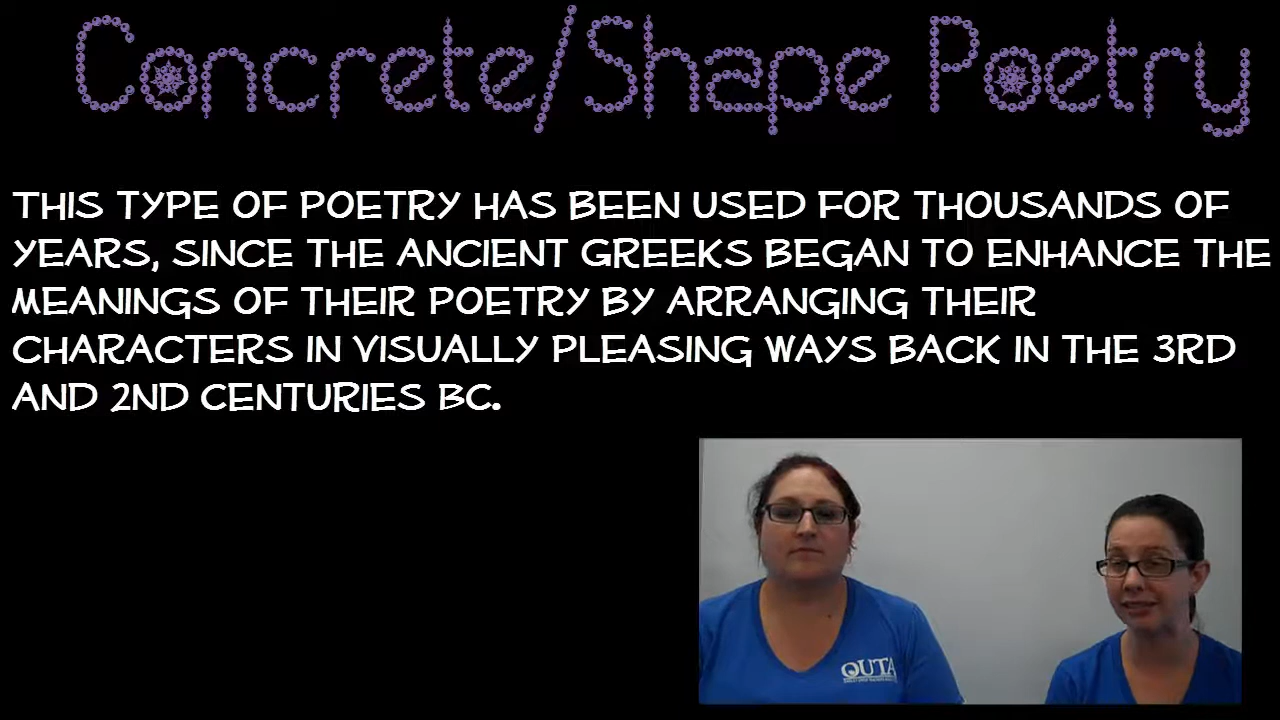 Concrete/Shape Poetry
THIS TYPE OF POETRY HAS BEEN USED FOR THOUSANDS OF
YEARS, SINCE THE ANCIENT GREEKS BEGAN TO ENHANCE THE
MEANINGS OF THEIR POETRY BY ARRANGING THEIR
CHARACTERS IN VISUALLY PLEASING WAYS BACK IN THE 3RD
AND 2ND CENTURIES BC.
QUTA